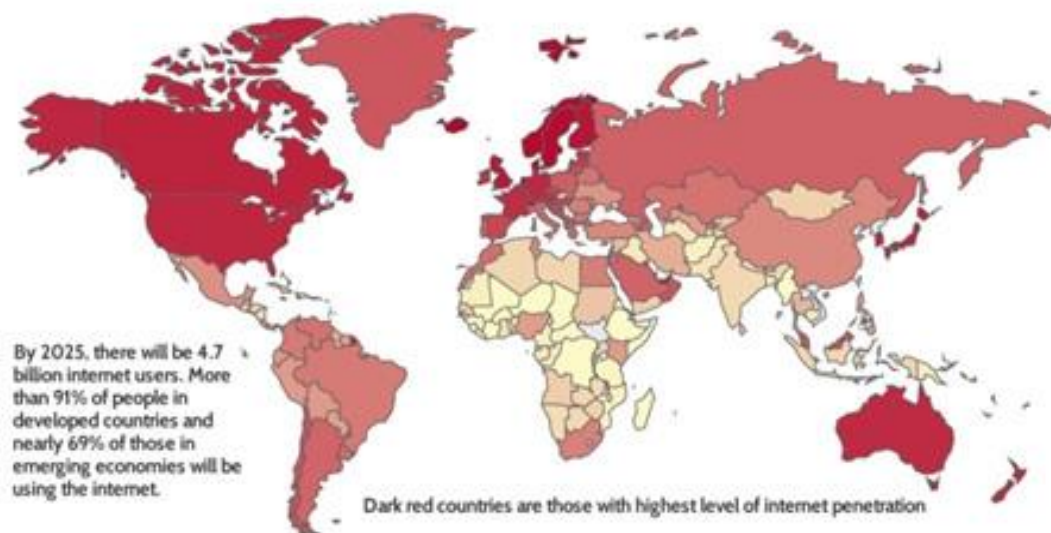 By 2025, there will be 4.7
billion internet users. More
than 91% of people in
developed countries and
nearly 69% of those in
emerging economies will be
using the internet.
Dark red countries are those with highest level of internet penetration